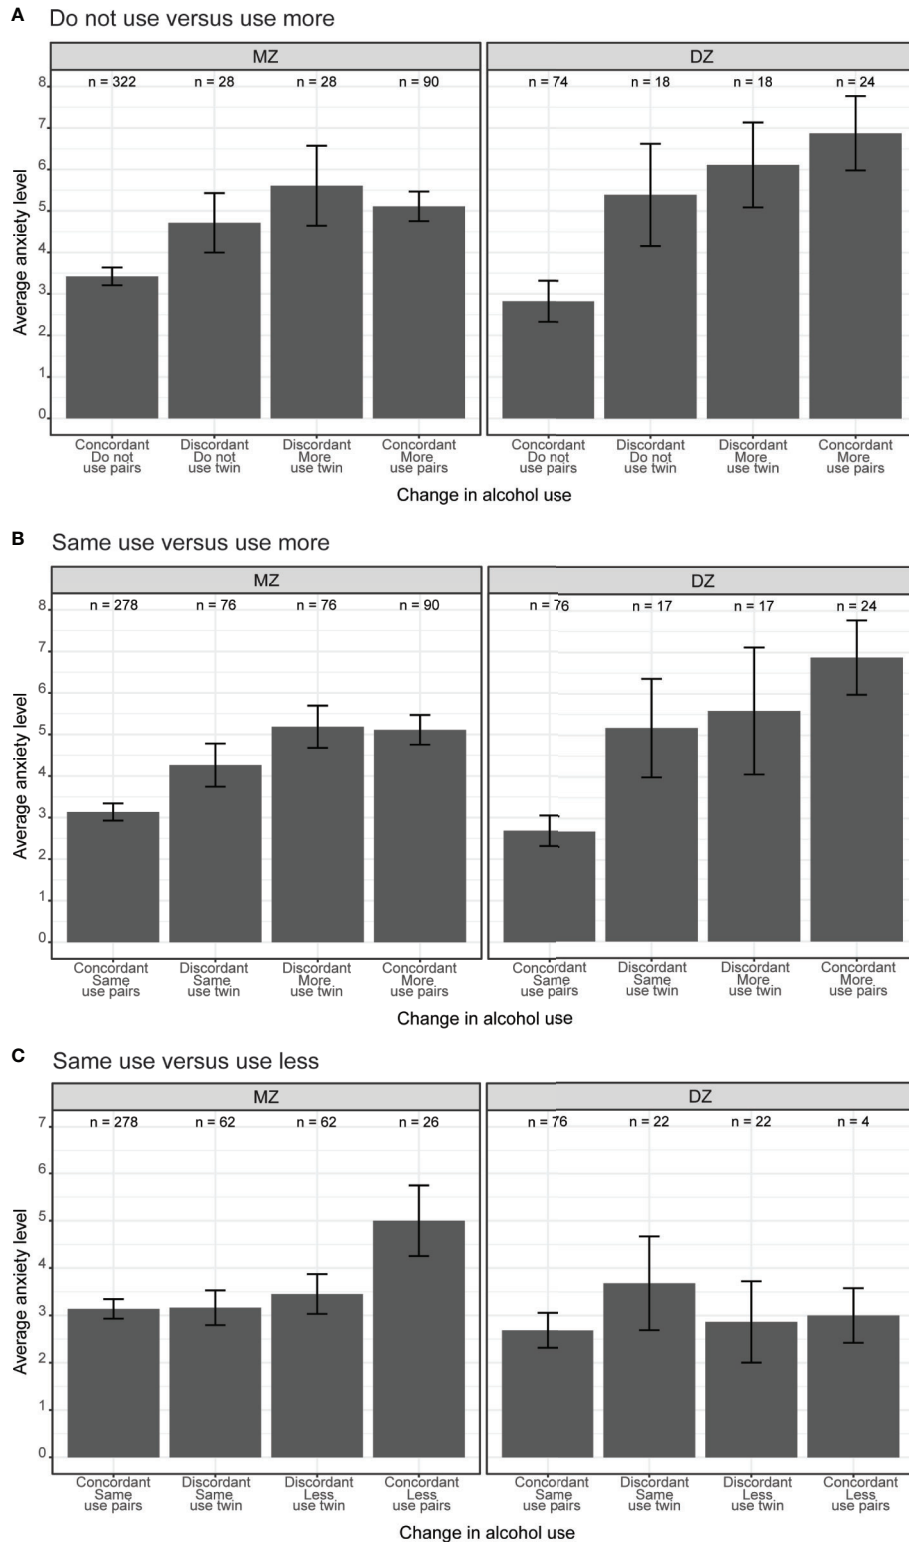 A Do not use versus use more
MZ DZ
n = 322 n = 28 n = 28 n = 90 n = 74 n = 18 n = 18 n = 24
8
7
6
5
4
3
2
1
0
Average anxiety level
Concordant Discordant Discordant Concordant Concordant Discordant Discordant Concordant
Do not Do not More More Do not Do not More More
use pairs use twin use twin use pairs use pairs use twin use twin use pairs
Change in alcohol use
B Same use versus use more
MZ DZ
n = 278 n = 76 n = 76 n = 90 n = 76 n = 17 n = 17 n = 24
8
7
6
5
4
3
2
1
0
Average anxiety level
Concordant Discordant Discordant Concordant Concordant Discordant Discordant Concordant
Same Same More More Same Same More More
use pairs use twin use twin use pairs use pairs use twin use twin use pairs
Change in alcohol use
C Same use versus use less
MZ DZ
n = 278 n = 62 n = 62 n = 26 n = 76 n = 22 n = 22 n = 4
7
6
5
4
3
2
1
0
Average anxiety level
Concordant Discordant Discordant Concordant Concordant Discordant Discordant Concordant
Same Same Less Less Same Same Less Less
use pairs use twin use twin use pairs use pairs use twin use twin use pairs
Change in alcohol use